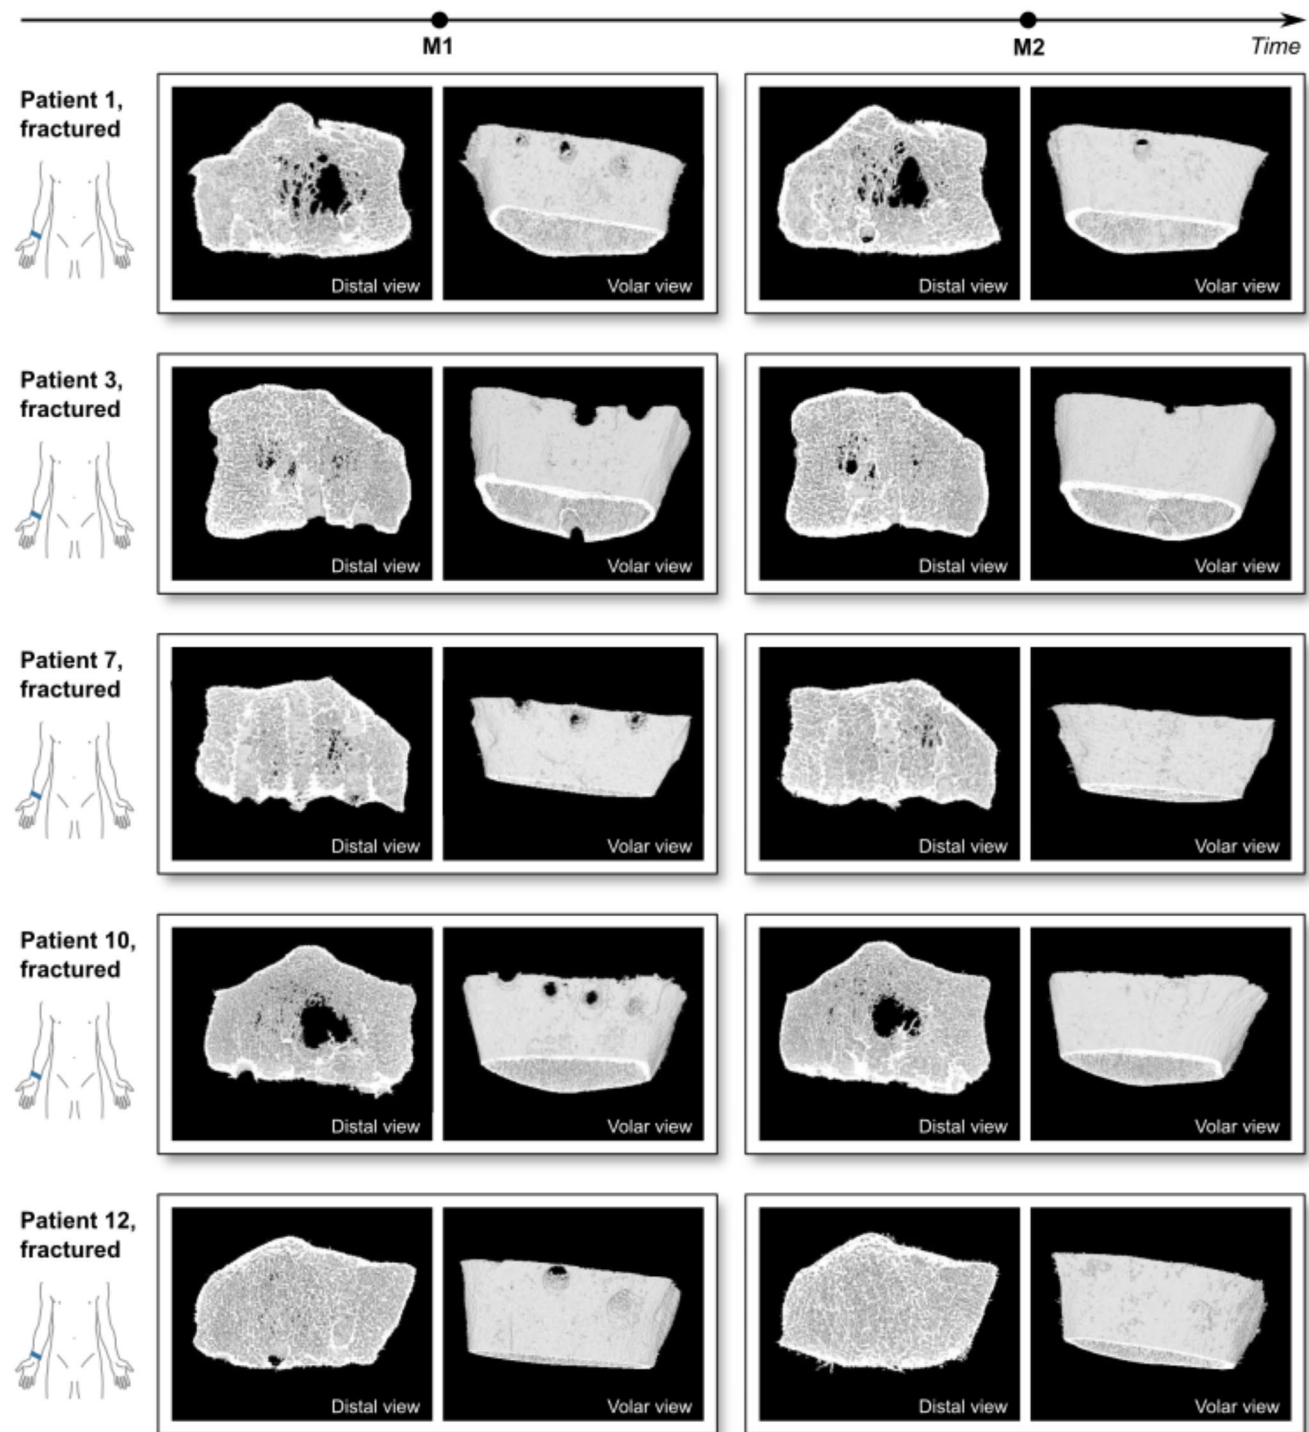 M1
M2
Time
Patient 1,
fractured
Distal view
Volar view
Distal view
Volar view
Patient 3,
fractured
Distal view
Volar view
Distal view
Volar view
Patient 7,
fractured
Distal view
Volar view
Distal view
Volar view
Patient 10,
fractured
Distal view
Volar view
Distal view
Volar view
Patient 12,
fractured
Distal view
Volar view
Distal view
Volar view